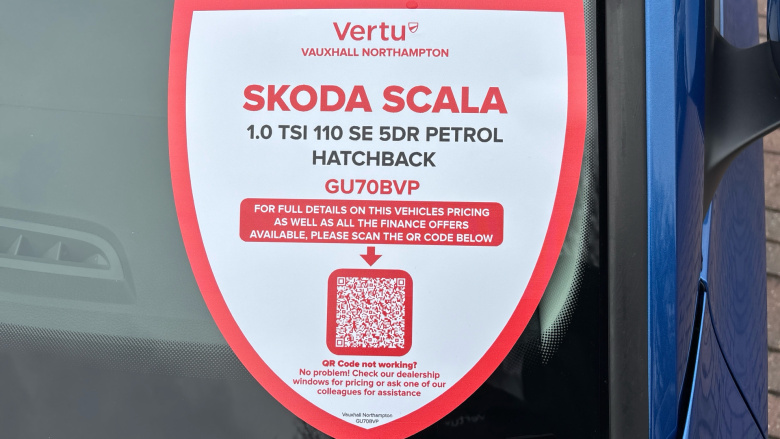 Vertu
VAUXHALL NORTHAMPTON
SKODA SCALA
1.0 TSI 110 SE 5DR PETROL
HATCHBACK
GU70BVP
FOR FULL DETAILS ON THIS VEHICLES PRICING
AS WELL AS ALL THE FINANCE OFFERS
AVAILABLE, PLEASE SCAN THE QR CODE BELOW
QR Code not working?
No problem! Check our dealership
windows for pricing or ask one of our
colleagues for assistance
Vauxhall Northampton
GU70BVP